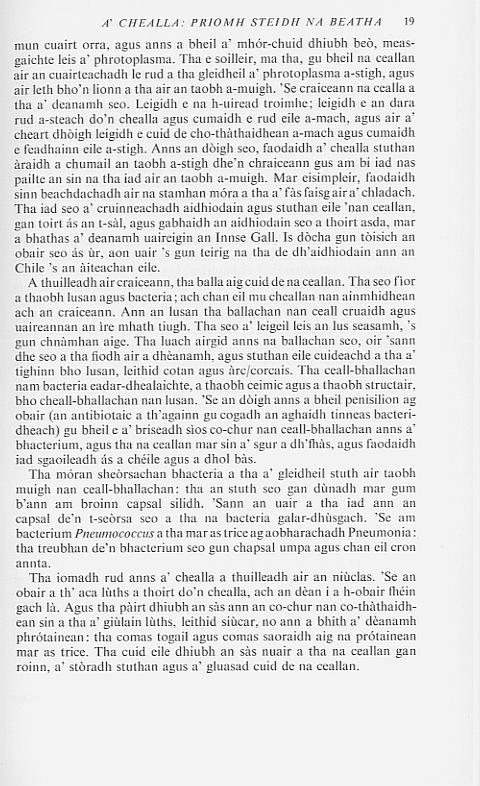 A' CHEALLA: PRIOMH STEIDH NA BEATHA 19
mun cuairt orra, agus anns a bheil a' mhór-chuid dhiubh beò, meas-
gaichte leis a' phrotoplasma. Tha e soilleir, ma tha, gu bheil na ceallan
air an cuairteachadh le rud a tha gleidheil a' phrotoplasma a-stigh, agus
air leth bho'n lionn a tha air an taobh a-muigh. 'Se craiceann na cealla a
tha a' deanamh seo. Leigidh e na h-uiread troimhe; leigidh e an dara
rud a-steach do'n chealla agus cumaidh e rud eile a-mach, agus air a'
cheart dhòigh leigidh e cuid de cho-thàthaidhean a-mach agus cumaidh
e feadhainn eile a-stigh. Anns an dòigh seo, faodaidh a' chealla stuthan
àraidh a chumail an taobh a-stigh dhe'n chraiceann gus am bi iad nas
pailte an sin na tha iad air an taobh a-muigh. Mar eisimpleir, faodaidh
sinn beachdachadh air na stamhan móra a tha a' fàs faisg air a' chladach.
Tha iad seo a' cruinneachadh aidhiodain agus stuthan eile 'nan ceallan,
gan toirt ás an t-sàl, agus gabhaidh an aidhiodain seo a thoirt asda, mar
a bhathas a' deanamh uaireigin an Innse Gall. Is dòcha gun tòisich an
obair seo ás ùr, aon uair 's gun teirig na tha de dh'aidhiodain ann an
Chile 's an àiteachan eile.
A thuilleadh air craiceann, tha balla aig cuid de na ceallan. Tha seo fìor
a thaobh lusan agus bacteria; ach chan eil mu cheallan nan ainmhidhean
ach an craiceann. Ann an lusan tha ballachan nan ceall cruaidh agus
uaireannan an ìre mhath tiugh. Tha seo a' leigeil leis an lus seasamh, 's
gun chnàmhan aige. Tha luach airgid anns na ballachan seo, oir 'sann
dhe seo a tha fiodh air a dhèanamh, agus stuthan eile cuideachd a tha a'
tighinn bho lusan, leithid cotan agus àrc/corcais. Tha ceall-bhallachan
nam bacteria eadar-dhealaichte, a thaobh ceimic agus a thaobh structair,
bho cheall-bhallachan nan lusan. 'Se an dòigh anns a bheil penisilion ag
obair (an antibiotaic a th'againn gu cogadh an aghaidh tinneas bacteri-
dheach) gu bheil e a' briseadh sìos co-chur nan ceall-bhallachan anns a'
bhacterium, agus tha na ceallan mar sin a' sgur a dh'fhàs, agus faodaidh
iad sgaoileadh ás a chéile agus a dhol bàs.
Tha móran sheòrsachan bhacteria a tha a' gleidheil stuth air taobh
muigh nan ceall-bhallachan: tha an stuth seo gan dùnadh mar gum
b'ann am broinn capsal silidh. 'Sann an uair a tha iad ann an
capsal de'n t-seòrsa seo a tha na bacteria galar-dhùsgach. 'Se am
bacterium Pneumococcus a tha mar as trice ag aobharachadh Pneumonia:
tha treubhan de'n bhacterium seo gun chapsal umpa agus chan eil cron
annta.
Tha iomadh rud anns a' chealla a thuilleadh air an niùclas. 'Se an
obair a th' aca lùths a thoirt do'n chealla, ach an dèan i a h-obair fhéin
gach là. Agus tha pàirt dhiubh an sàs ann an co-chur nan co-thàthaidh-
ean sin a tha a' giùlain lùths, leithid siùcar, no ann a bhith a' dèanamh
phrótainean: tha comas togail agus comas saoraidh aig na prótainean
mar as trice. Tha cuid eile dhiubh an sàs nuair a tha na ceallan gan
roinn, a' stòradh stuthan agus a' gluasad cuid de na ceallan.